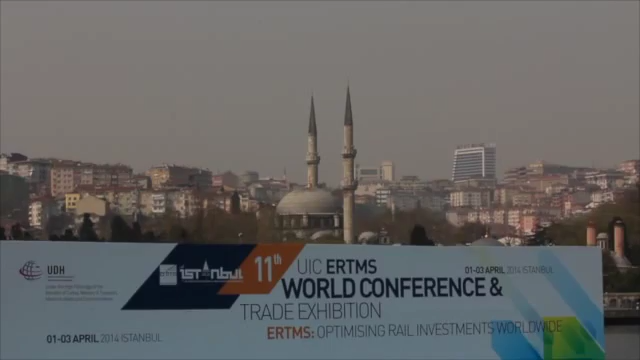 UDH
istanbul
11th
UIC ERTMS
WORLD CONFERENCE &
TRADE EXHIBITION
ERTMS: OPTIMISING RAIL INVESTMENTS WORLDWIDE
01-03 APRIL 2014 ISTANBUL
01-03 APRIL 2014 ISTANBUL